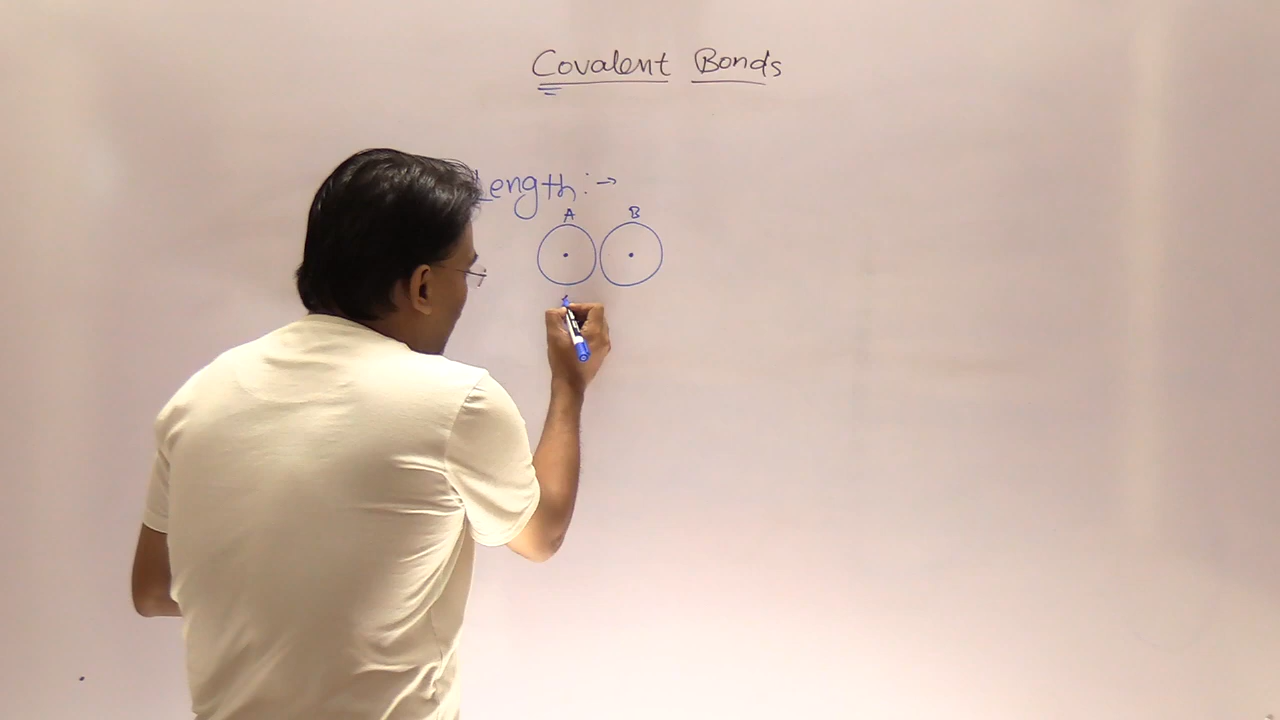 Covalent Bonds
Length :→
A B